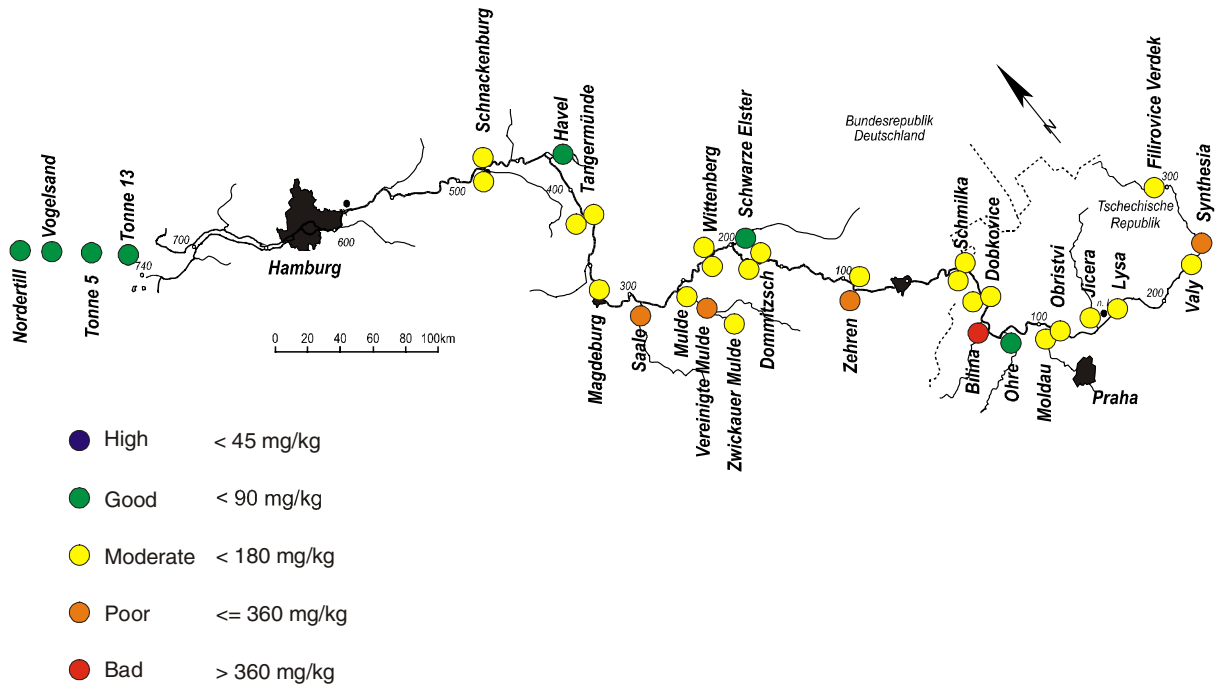 Nordertill
Vogelsand
Tonne 5
Tonne 13
740
700
Hamburg
600
500
Schnackenburg
Havel
400
Tangermünde
Magdeburg
300
Saale
Mulde
Vereinigte Mulde
Zwickauer Mulde
Wittenberg
200
Schwarze Elster
Dommitzsch
100
Zehren
Bundesrepublik
Deutschland
N
Schmilka
Dobkovice
Bilina
Ohre
Moldau
100
Obristvi
Jicera
Lysa
Praha
200
Valy
Synthesia
Filirovice Verdek
300
Tschechische
Republik
0 20 40 60 80 100km
High < 45 mg/kg
Good < 90 mg/kg
Moderate < 180 mg/kg
Poor <= 360 mg/kg
Bad > 360 mg/kg